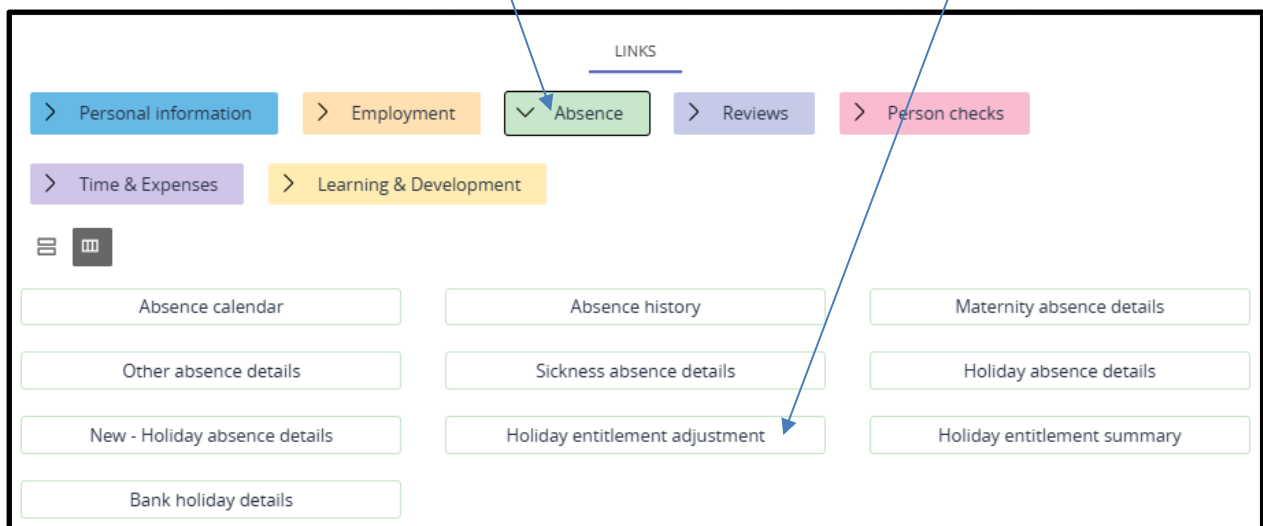 LINKS
Personal information
Employment
Absence
Reviews
Person checks
Time & Expenses
Learning & Development
Absence calendar
Absence history
Maternity absence details
Other absence details
Sickness absence details
Holiday absence details
New - Holiday absence details
Holiday entitlement adjustment
Holiday entitlement summary
Bank holiday details